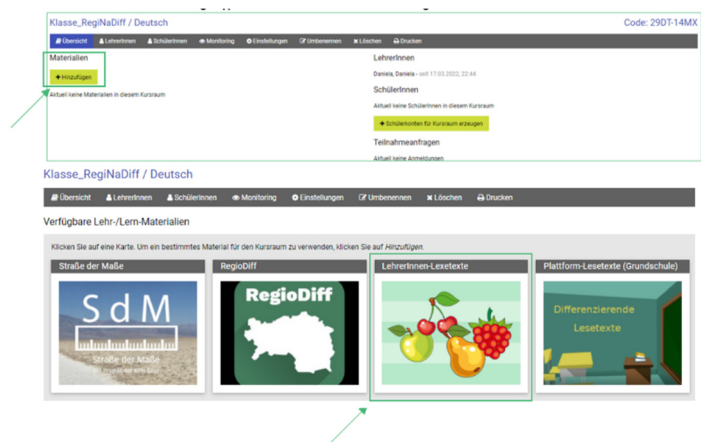 Klasse_RegiNaDiff / Deutsch
Code: 29DT-14MX
Übersicht LehrerInnen SchülerInnen Monitoring Einstellungen Umbenennen Löschen Drucken
Materialien
+ Hinzufügen
Aktuell keine Materialien in diesem Kursraum
LehrerInnen
Daniela, Daniela - seit 17.03.2022, 22:44
SchülerInnen
Aktuell keine SchülerInnen in diesem Kursraum
+ Schülerkonten für Kursraum erzeugen
Teilnahmeanfragen
Aktuell keine Anmeldungen
Klasse_RegiNaDiff / Deutsch
Übersicht LehrerInnen SchülerInnen Monitoring Einstellungen Umbenennen Löschen Drucken
Verfügbare Lehr-/Lern-Materialien
Klicken Sie auf eine Karte. Um ein bestimmtes Material für den Kursraum zu verwenden, klicken Sie auf Hinzufügen.
Straße der Maße
SdM
Straße der Maße
RegioDiff
RegioDiff
LehrerInnen-Lexetexte
Plattform-Lesetexte (Grundschule)
Differenzierende
Lesetexte